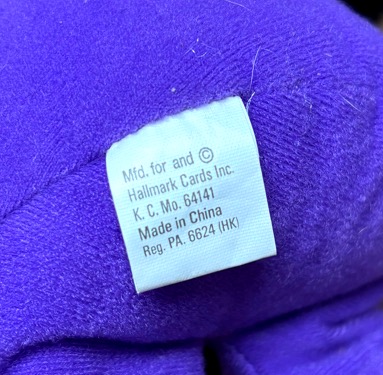 Mfd. for and ©
Hallmark Cards Inc.
K. C. Mo. 64141
Made in China
Reg. PA. 6624 (HK)